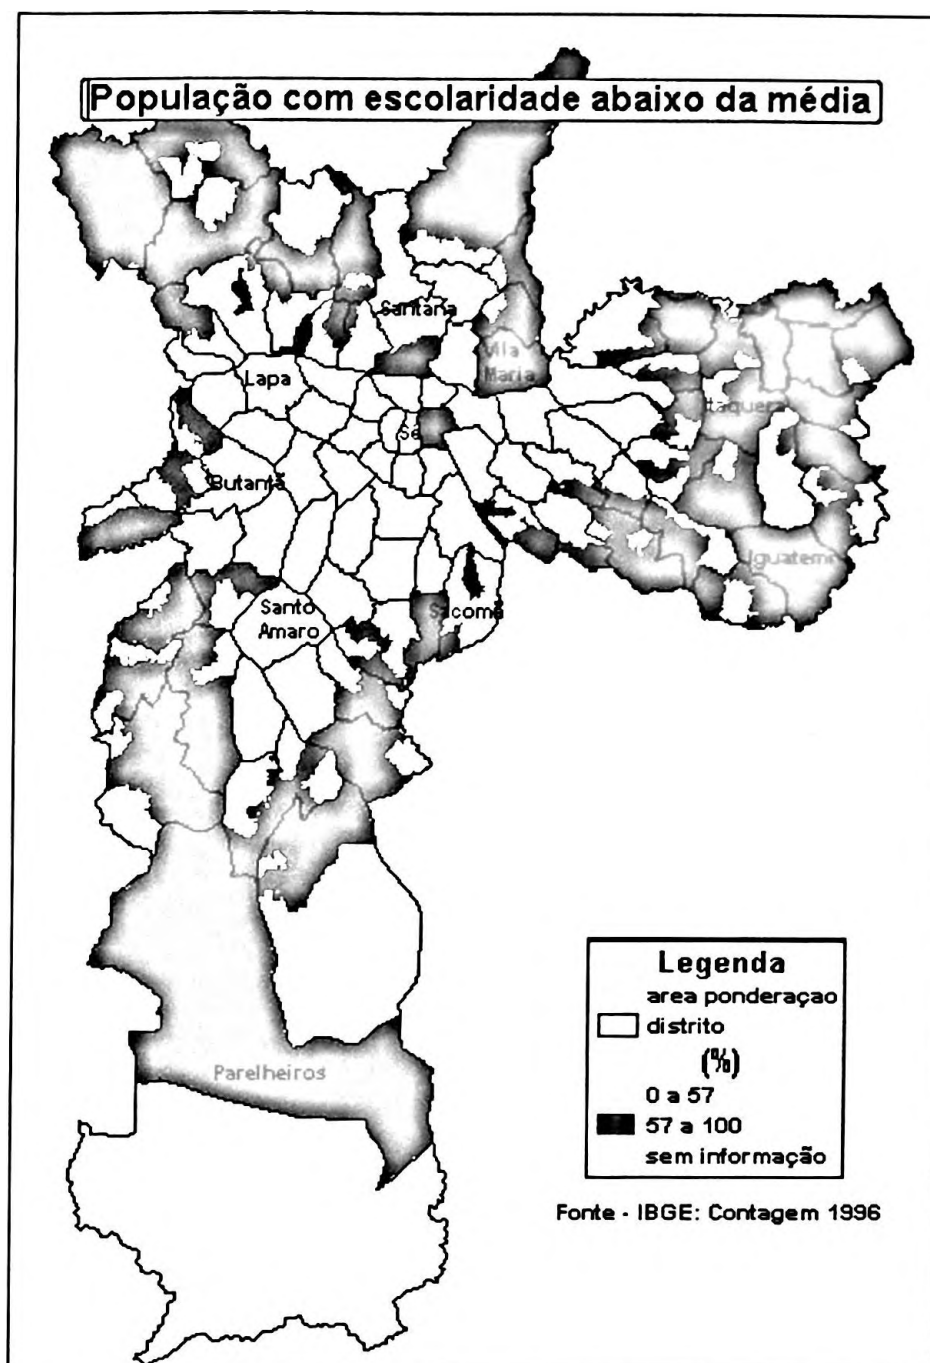 População com escolaridade abaixo da média
Santana
Vila
Maria
Lapa
Itaquera
Sé
Butantã
Iguatemi
Santo
Amaro
Sacomã
Parelheiros
Legenda
area ponderaçao
distrito
(%)
0 a 57
57 a 100
sem informação
Fonte - IBGE: Contagem 1996